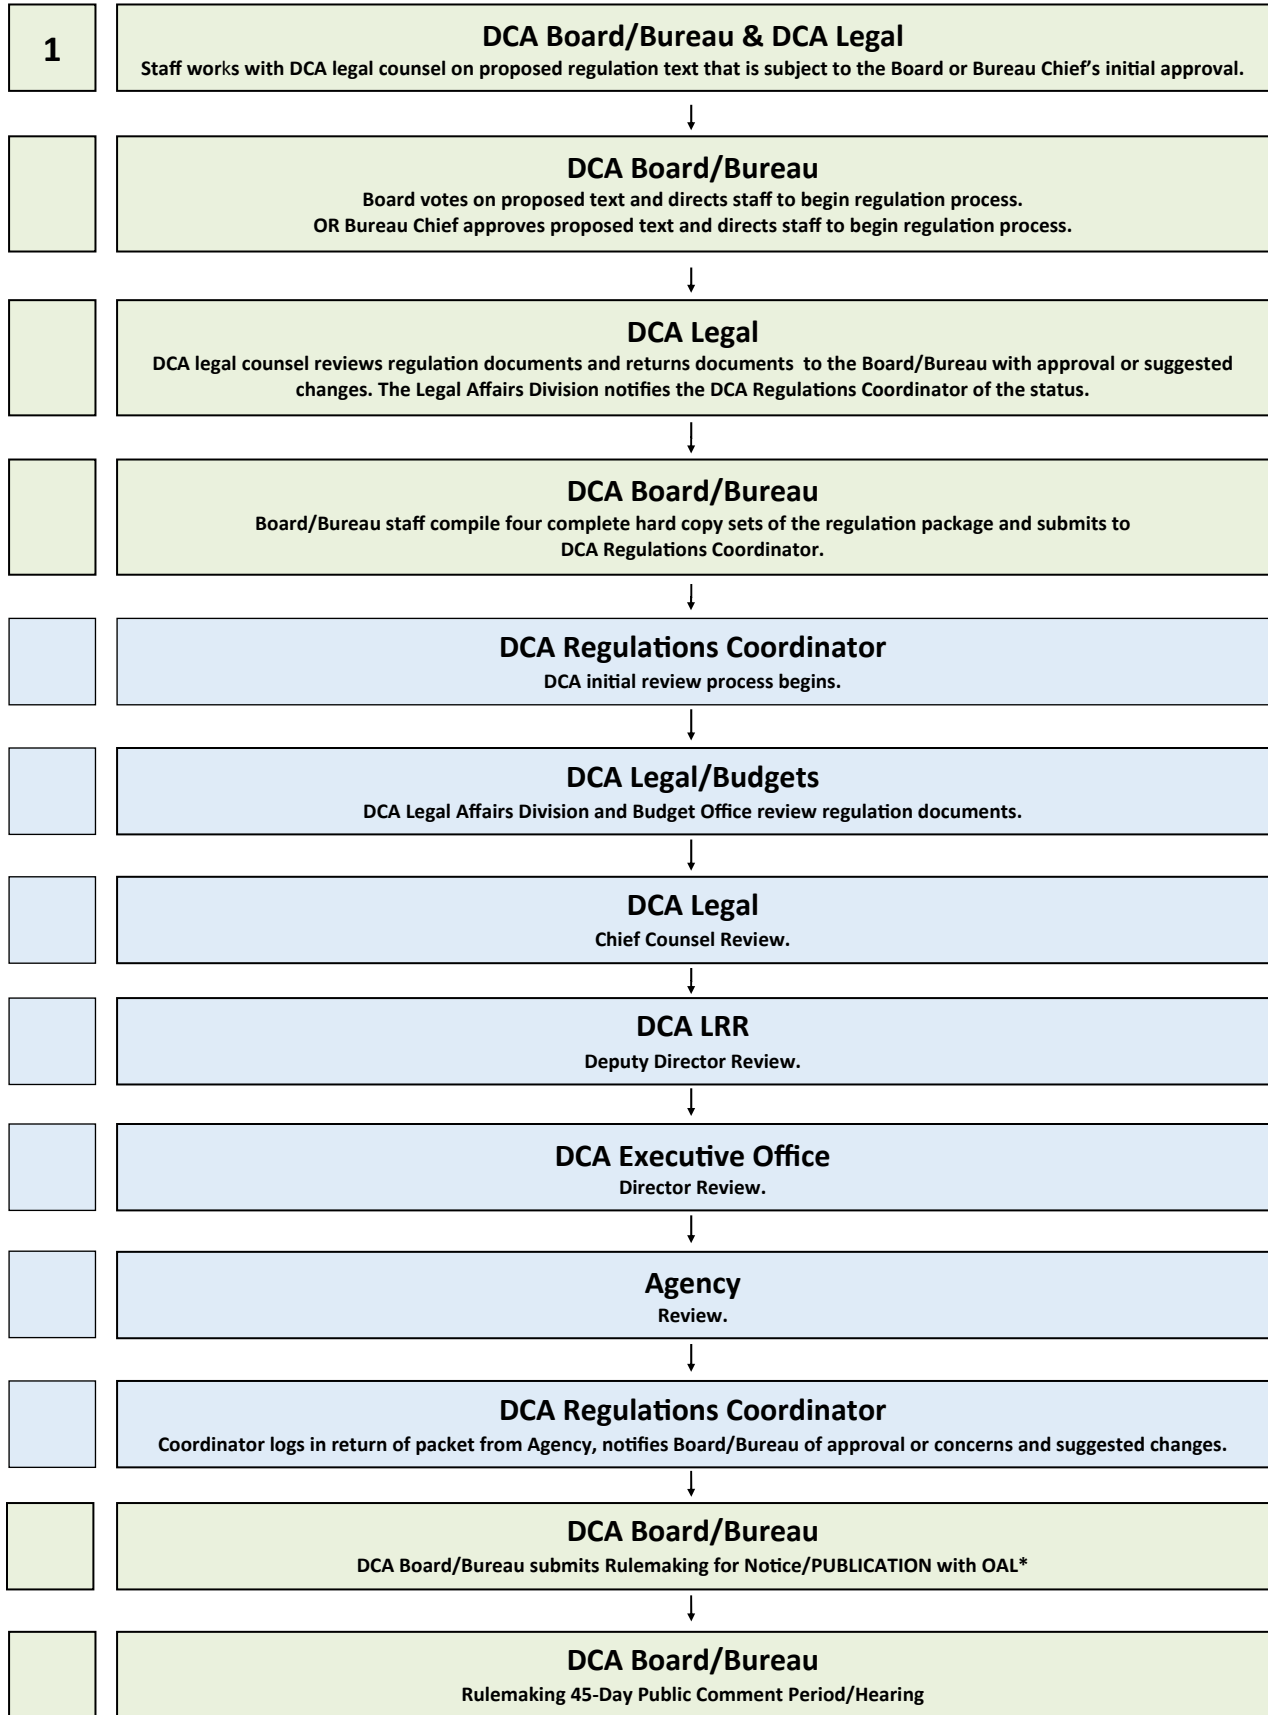 1
DCA Board/Bureau & DCA Legal
Staff works with DCA legal counsel on proposed regulation text that is subject to the Board or Bureau Chief's initial approval.
DCA Board/Bureau
Board votes on proposed text and directs staff to begin regulation process.
OR Bureau Chief approves proposed text and directs staff to begin regulation process.
DCA Legal
DCA legal counsel reviews regulation documents and returns documents to the Board/Bureau with approval or suggested
changes. The Legal Affairs Division notifies the DCA Regulations Coordinator of the status.
DCA Board/Bureau
Board/Bureau staff compile four complete hard copy sets of the regulation package and submits to
DCA Regulations Coordinator.
DCA Regulations Coordinator
DCA initial review process begins.
DCA Legal/Budgets
DCA Legal Affairs Division and Budget Office review regulation documents.
DCA Legal
Chief Counsel Review.
DCA LRR
Deputy Director Review.
DCA Executive Office
Director Review.
Agency
Review.
DCA Regulations Coordinator
Coordinator logs in return of packet from Agency, notifies Board/Bureau of approval or concerns and suggested changes.
DCA Board/Bureau
DCA Board/Bureau submits Rulemaking for Notice/PUBLICATION with OAL*
DCA Board/Bureau
Rulemaking 45-Day Public Comment Period/Hearing